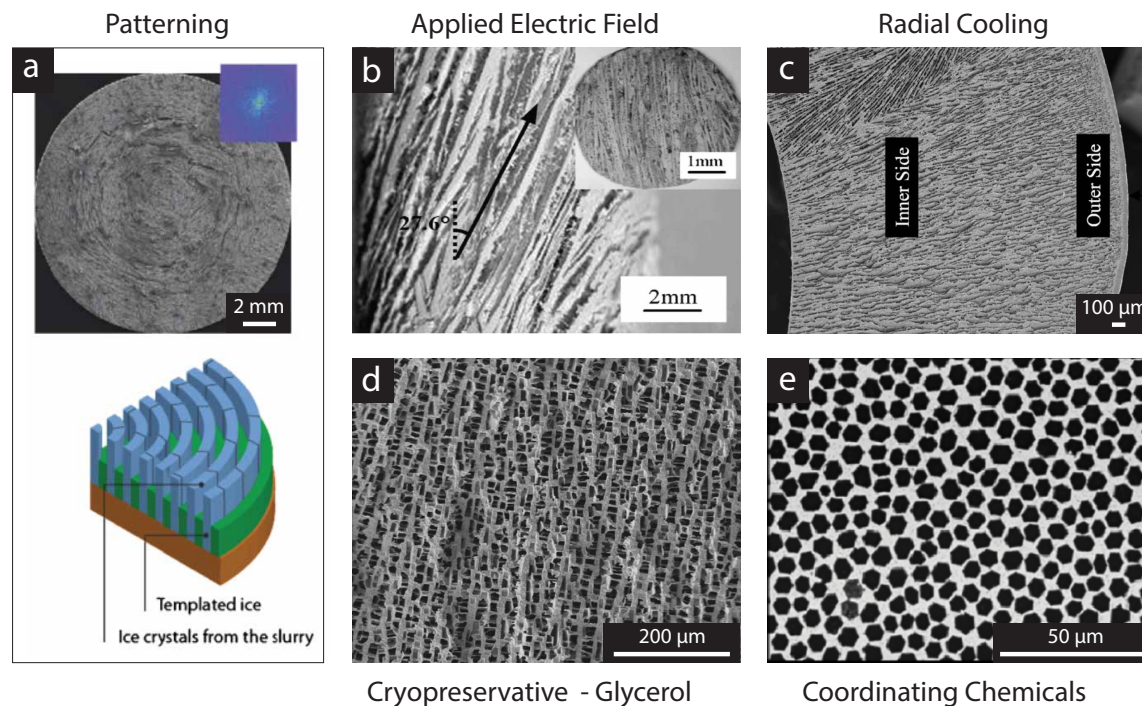 Patterning
Applied Electric Field
Radial Cooling
a
2 mm
Templated ice
Ice crystals from the slurry
b
27.6°
1mm
2mm
c
Inner Side
Outer Side
100 µm
d
200 µm
e
50 µm
Cryopreservative - Glycerol
Coordinating Chemicals